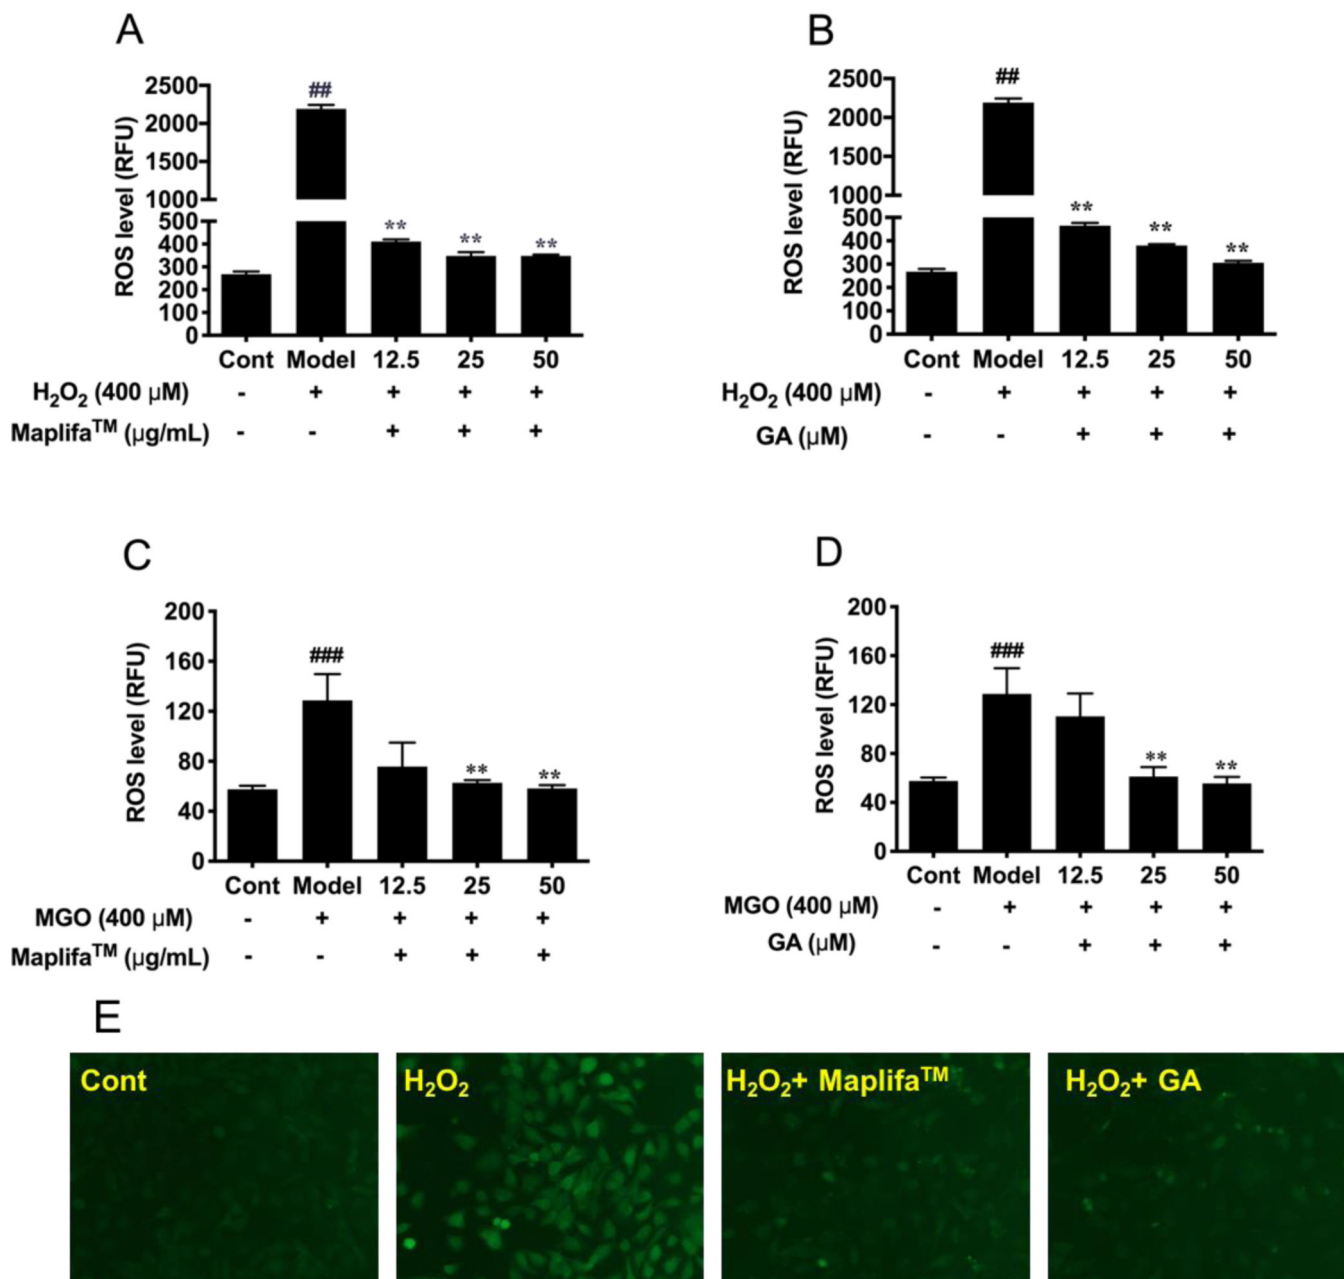 A
ROS level (RFU)
2500
2000
1500
1000
500
400
300
200
100
0
##
**
**
**
Cont Model 12.5 25 50
H₂O₂ (400 µM) - + + + +
Maplifa™ (µg/mL) - - + + +
B
ROS level (RFU)
2500
2000
1500
1000
500
400
300
200
100
0
##
**
**
**
Cont Model 12.5 25 50
H₂O₂ (400 µM) - + + + +
GA (µM) - - + + +
C
ROS level (RFU)
200
160
120
80
40
0
###
**
**
Cont Model 12.5 25 50
MGO (400 µM) - + + + +
Maplifa™ (µg/mL) - - + + +
D
ROS level (RFU)
200
160
120
80
40
0
###
**
**
Cont Model 12.5 25 50
MGO (400 µM) - + + + +
GA (µM) - - + + +
E
Cont
H₂O₂
H₂O₂+ Maplifa™
H₂O₂+ GA